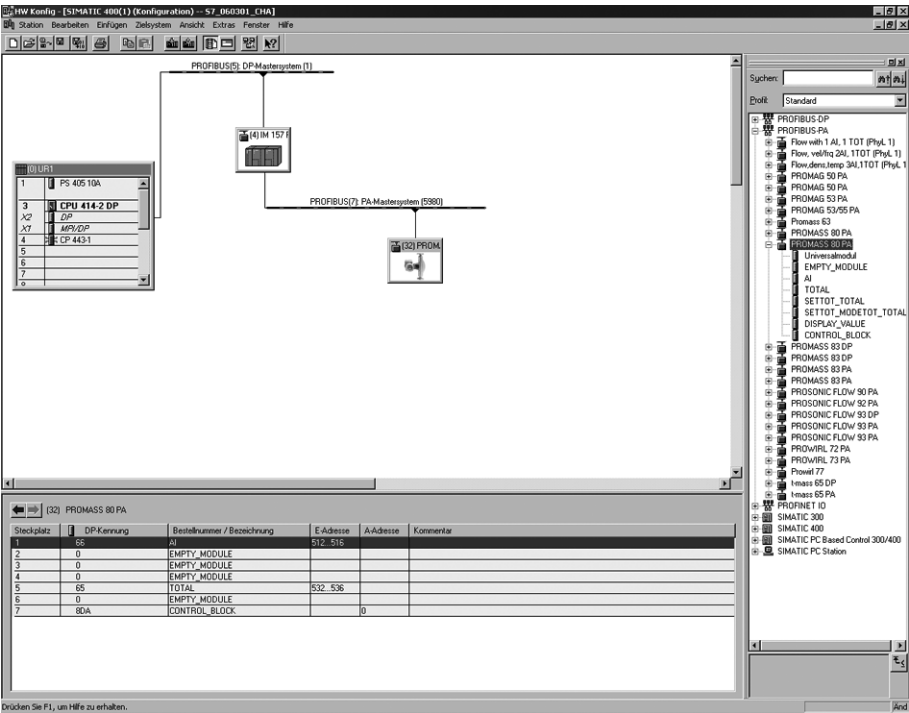 HW Konfig - [SIMATIC 400(1) (Konfiguration) -- S7_060301_CHA]
Station Bearbeiten Einfügen Zielsystem Ansicht Extras Fenster Hilfe
PROFIBUS(5): DP-Mastersystem (1)
(4) IM 157
(0) UR1
1 PS 405 10A
3 CPU 414-2 DP
X2 DP
X1 MPI/DP
4 CP 443-1
5
6
7
PROFIBUS(7): PA-Mastersystem (5980)
(32) PROM
Suchen:
Profil: Standard
PROFIBUS-DP
PROFIBUS-PA
Flow with 1 AI, 1 TOT (PhyL 1)
Flow, vel/frq 2AI, 1TOT (PhyL 1)
Flow,dens,temp 3AI,1TOT (PhyL 1
PROMAG 50 PA
PROMAG 50 PA
PROMAG 53 PA
PROMAG 53/55 PA
Promass 63
PROMASS 80 PA
PROMASS 80 PA
Universalmodul
EMPTY_MODULE
AI
TOTAL
SETTOT_TOTAL
SETTOT_MODETOT_TOTAL
DISPLAY_VALUE
CONTROL_BLOCK
PROMASS 83 DP
PROMASS 83 DP
PROMASS 83 PA
PROMASS 83 PA
PROSONIC FLOW 90 PA
PROSONIC FLOW 92 PA
PROSONIC FLOW 93 DP
PROSONIC FLOW 93 PA
PROSONIC FLOW 93 PA
PROWIRL 72 PA
PROWIRL 73 PA
Prowirl 77
t-mass 65 DP
t-mass 65 PA
PROFINET IO
SIMATIC 300
SIMATIC 400
SIMATIC PC Based Control 300/400
SIMATIC PC Station
(32) PROMASS 80 PA
Steckplatz DP-Kennung Bestellnummer / Bezeichnung E-Adresse A-Adresse Kommentar
1 66 AI 512...516
2 0 EMPTY_MODULE
3 0 EMPTY_MODULE
4 0 EMPTY_MODULE
5 65 TOTAL 532...536
6 0 EMPTY_MODULE
7 8DA CONTROL_BLOCK 0
Drücken Sie F1, um Hilfe zu erhalten.
Änd